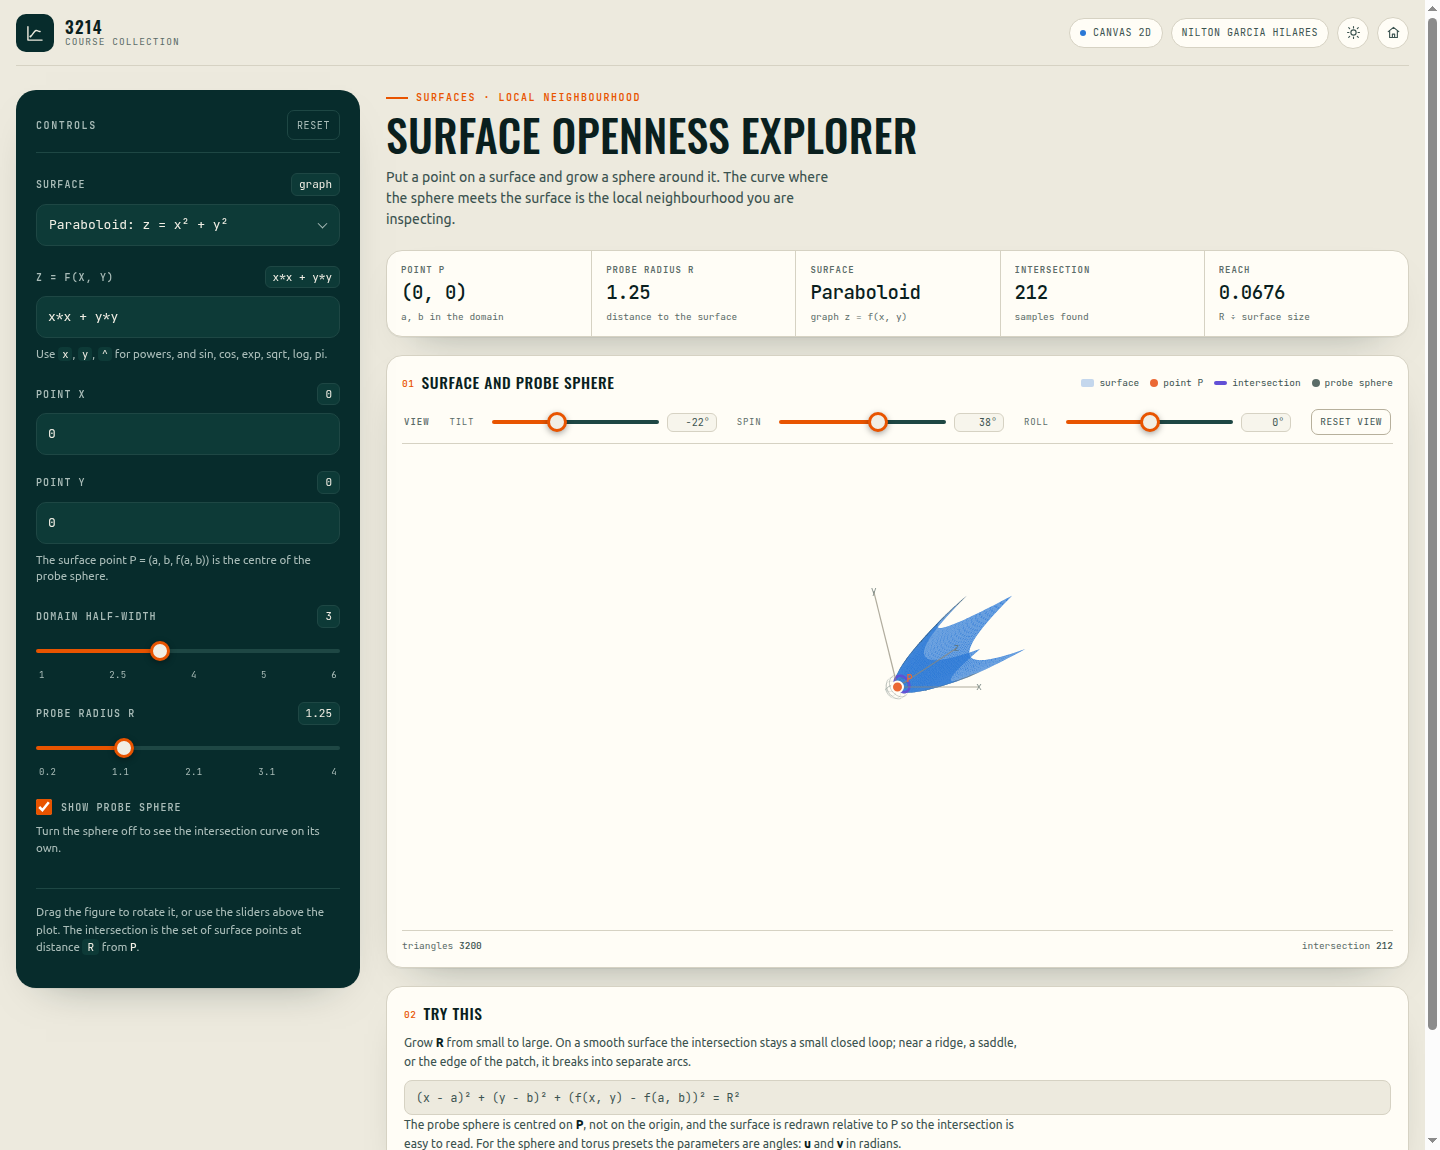 3214
COURSE COLLECTION
CANVAS 2D
NILTON GARCIA HILARES
CONTROLS
RESET
SURFACE
graph
Paraboloid: z = x² + y²
Z = F(X, Y)
x*x + y*y
x*x + y*y
Use x, y, ^ for powers, and sin, cos, exp, sqrt, log, pi.
POINT X
0
0
POINT Y
0
0
The surface point P = (a, b, f(a, b)) is the centre of the
probe sphere.
DOMAIN HALF-WIDTH
3
1 2.5 4 5 6
PROBE RADIUS R
1.25
0.2 1.1 2.1 3.1 4
SHOW PROBE SPHERE
Turn the sphere off to see the intersection curve on its
own.
Drag the figure to rotate it, or use the sliders above the
plot. The intersection is the set of surface points at
distance R from P.
SURFACES · LOCAL NEIGHBOURHOOD
SURFACE OPENNESS EXPLORER
Put a point on a surface and grow a sphere around it. The curve where
the sphere meets the surface is the local neighbourhood you are
inspecting.
POINT P
(0, 0)
a, b in the domain
PROBE RADIUS R
1.25
distance to the surface
SURFACE
Paraboloid
graph z = f(x, y)
INTERSECTION
212
samples found
REACH
0.0676
R ÷ surface size
01 SURFACE AND PROBE SPHERE
surface point P intersection probe sphere
VIEW TILT -22° SPIN 38° ROLL 0° RESET VIEW
y
z
P
x
triangles 3200
intersection 212
02 TRY THIS
Grow R from small to large. On a smooth surface the intersection stays a small closed loop; near a ridge, a saddle,
or the edge of the patch, it breaks into separate arcs.
(x - a)² + (y - b)² + (f(x, y) - f(a, b))² = R²
The probe sphere is centred on P, not on the origin, and the surface is redrawn relative to P so the intersection is
easy to read. For the sphere and torus presets the parameters are angles: u and v in radians.